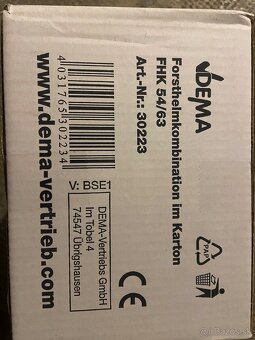 DEMA
Forsthelmkombination im Karton
FHK 54/63
Art.-Nr.: 30223
4 031765 302234
V: BSE1
DEMA-Vertriebs GmbH
Im Tobel 4
74547 Übrigshausen
CE
PAP
www.dema-vertrieb.com